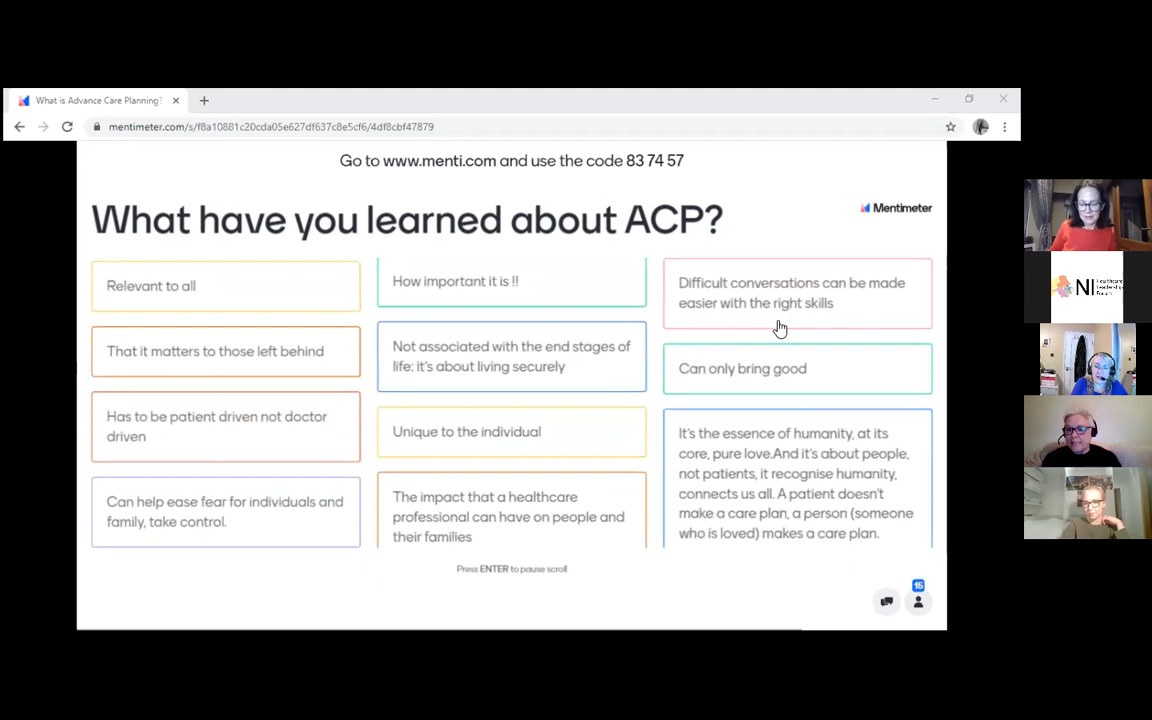 What is Advance Care Planning?
mentimeter.com/s/f8a10881c20cda05e627df637c8e5cf6/4df8cbf47879
Go to www.menti.com and use the code 83 74 57
What have you learned about ACP?
Mentimeter
Relevant to all
That it matters to those left behind
Has to be patient driven not doctor
driven
Can help ease fear for individuals and
family, take control.
How important it is !!
Not associated with the end stages of
life: it's about living securely
Unique to the individual
The impact that a healthcare
professional can have on people and
their families
Difficult conversations can be made
easier with the right skills
Can only bring good
It's the essence of humanity, at its
core, pure love.And it's about people,
not patients, it recognise humanity,
connects us all. A patient doesn't
make a care plan, a person (someone
who is loved) makes a care plan.
Press ENTER to pause scroll
15
NI
Healthcare
Leadership
Forum